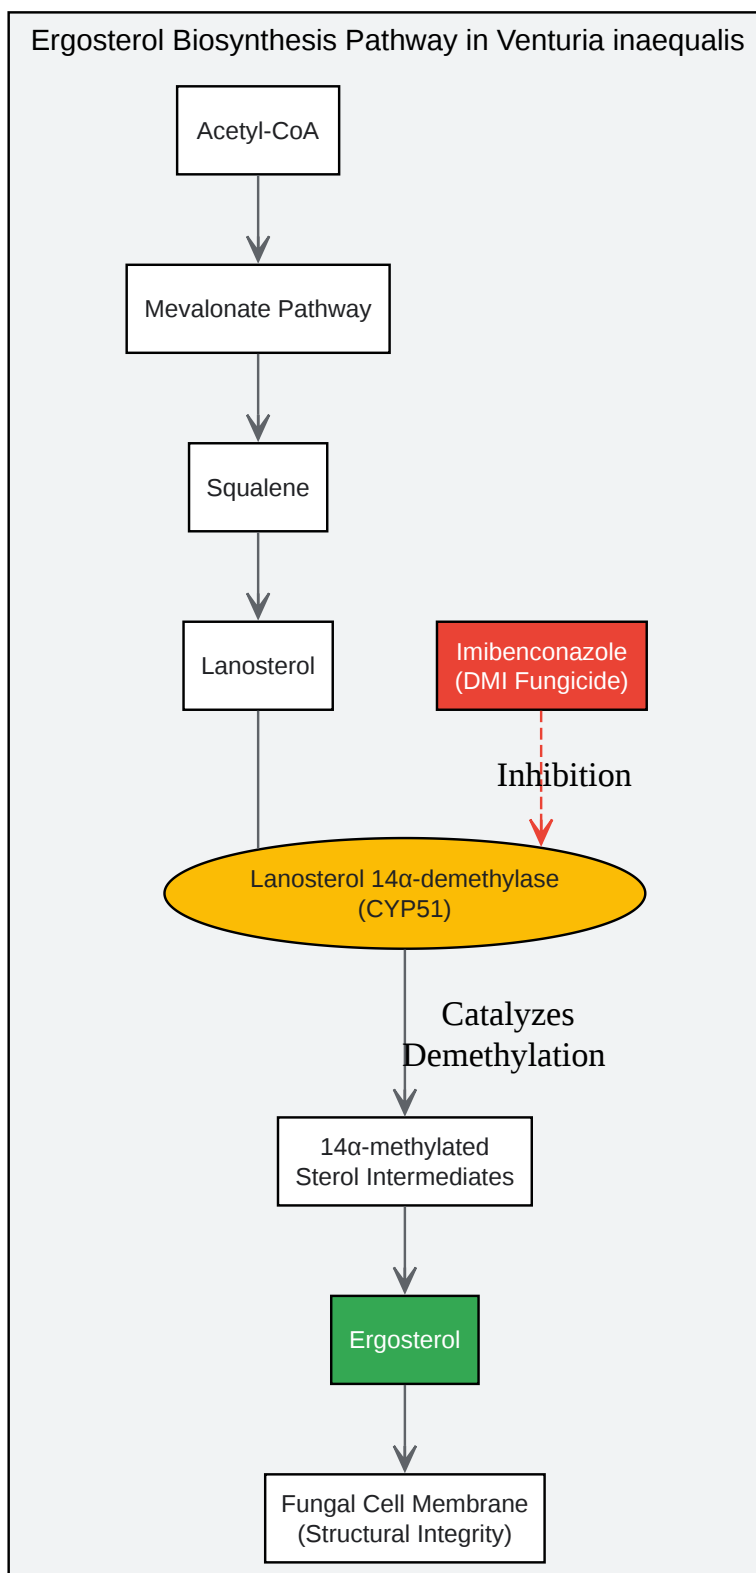 Ergosterol Biosynthesis Pathway in Venturia inaequalis
Acetyl-CoA
Mevalonate Pathway
Squalene
Lanosterol
Imibenconazole
(DMI Fungicide)
Inhibition
Lanosterol 14α-demethylase
(CYP51)
Catalyzes
Demethylation
14α-methylated
Sterol Intermediates
Ergosterol
Fungal Cell Membrane
(Structural Integrity)